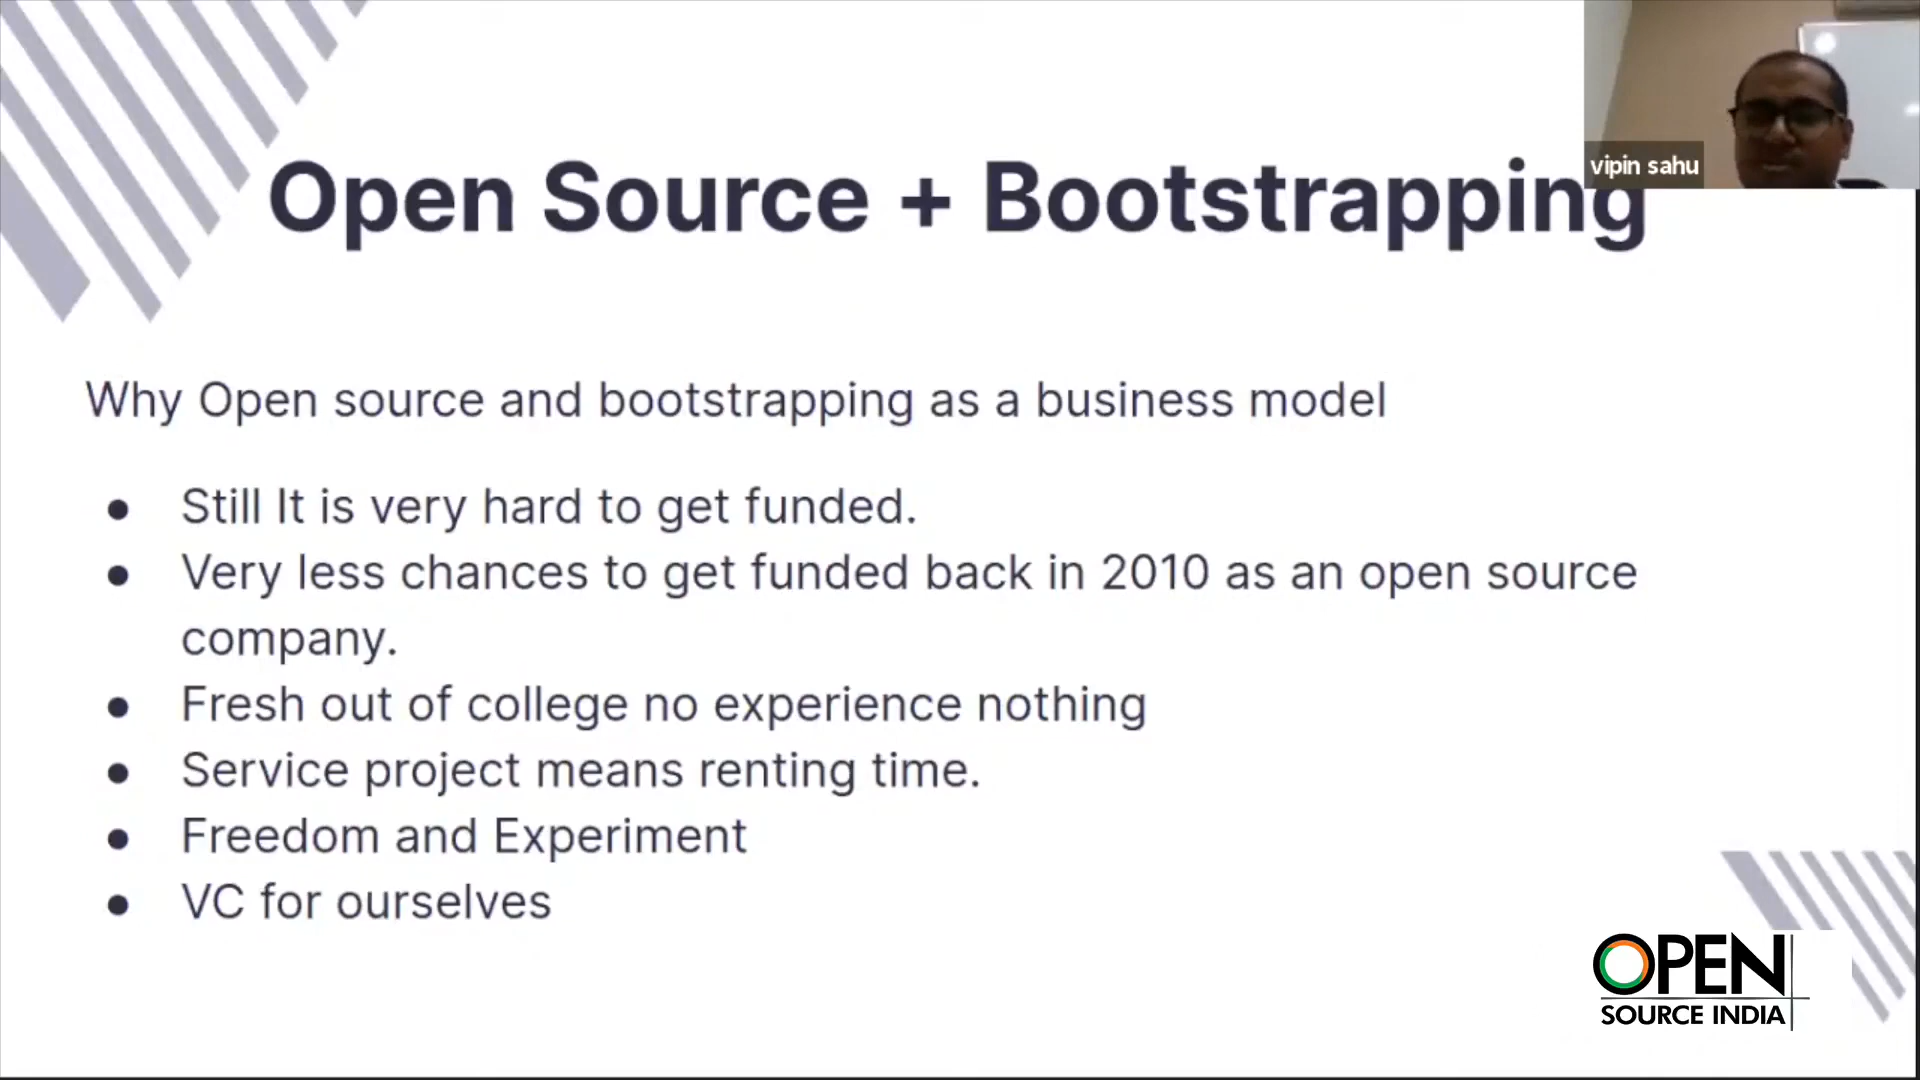 vipin sahu
Open Source + Bootstrapping
Why Open source and bootstrapping as a business model
● Still It is very hard to get funded.
● Very less chances to get funded back in 2010 as an open source
company.
● Fresh out of college no experience nothing
● Service project means renting time.
● Freedom and Experiment
● VC for ourselves
OPEN
SOURCE INDIA